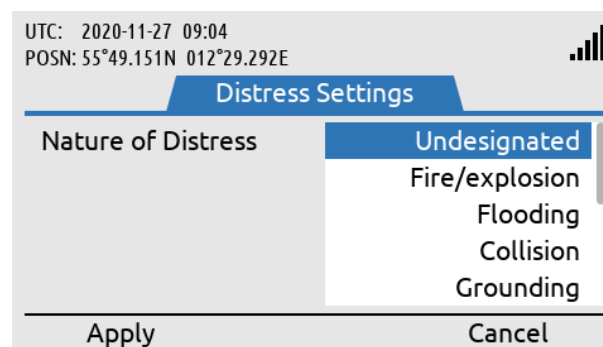 UTC: 2020-11-27 09:04
POSN: 55°49.151N 012°29.292E
Distress Settings
Nature of Distress
Undesignated
Fire/explosion
Flooding
Collision
Grounding
Apply
Cancel